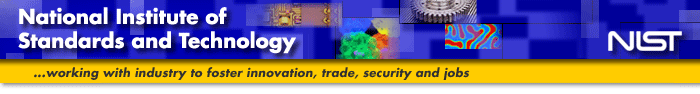 National Institute of
Standards and Technology
NIST
...working with industry to foster innovation, trade, security and jobs